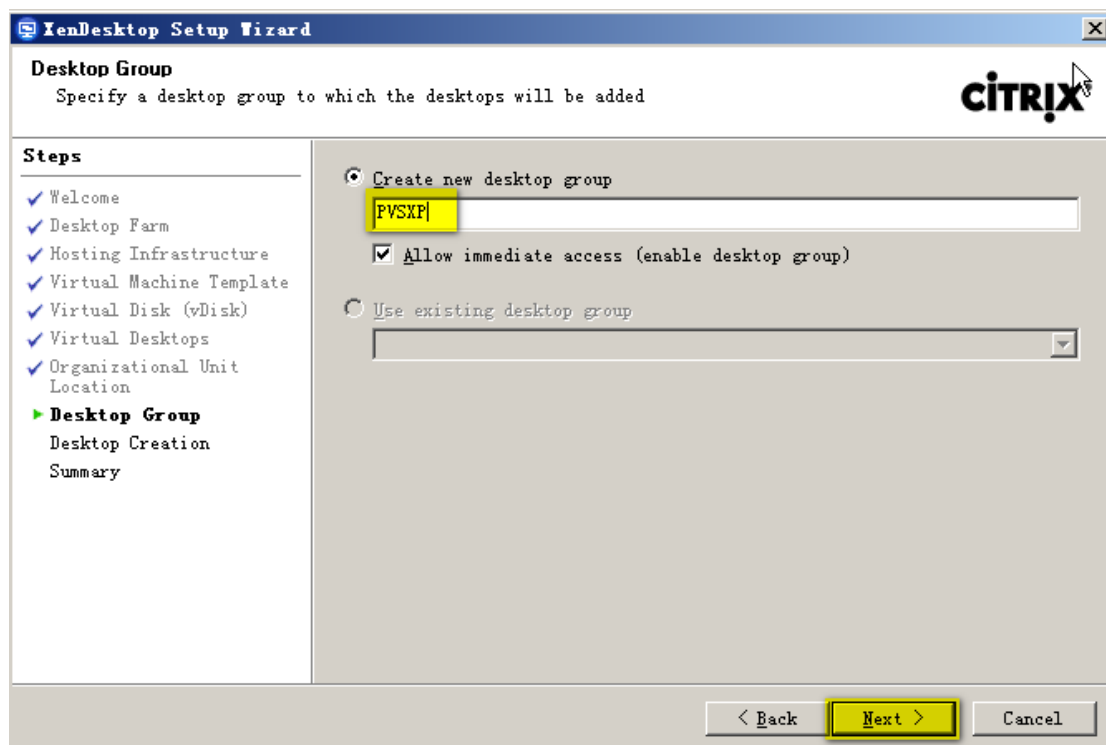 XenDesktop Setup Wizard
Desktop Group
Specify a desktop group to which the desktops will be added
CITRIX
Steps
Welcome
Desktop Farm
Hosting Infrastructure
Virtual Machine Template
Virtual Disk (vDisk)
Virtual Desktops
Organizational Unit
Location
Desktop Group
Desktop Creation
Summary
Create new desktop group
PVSXP
Allow immediate access (enable desktop group)
Use existing desktop group
< Back
Next >
Cancel